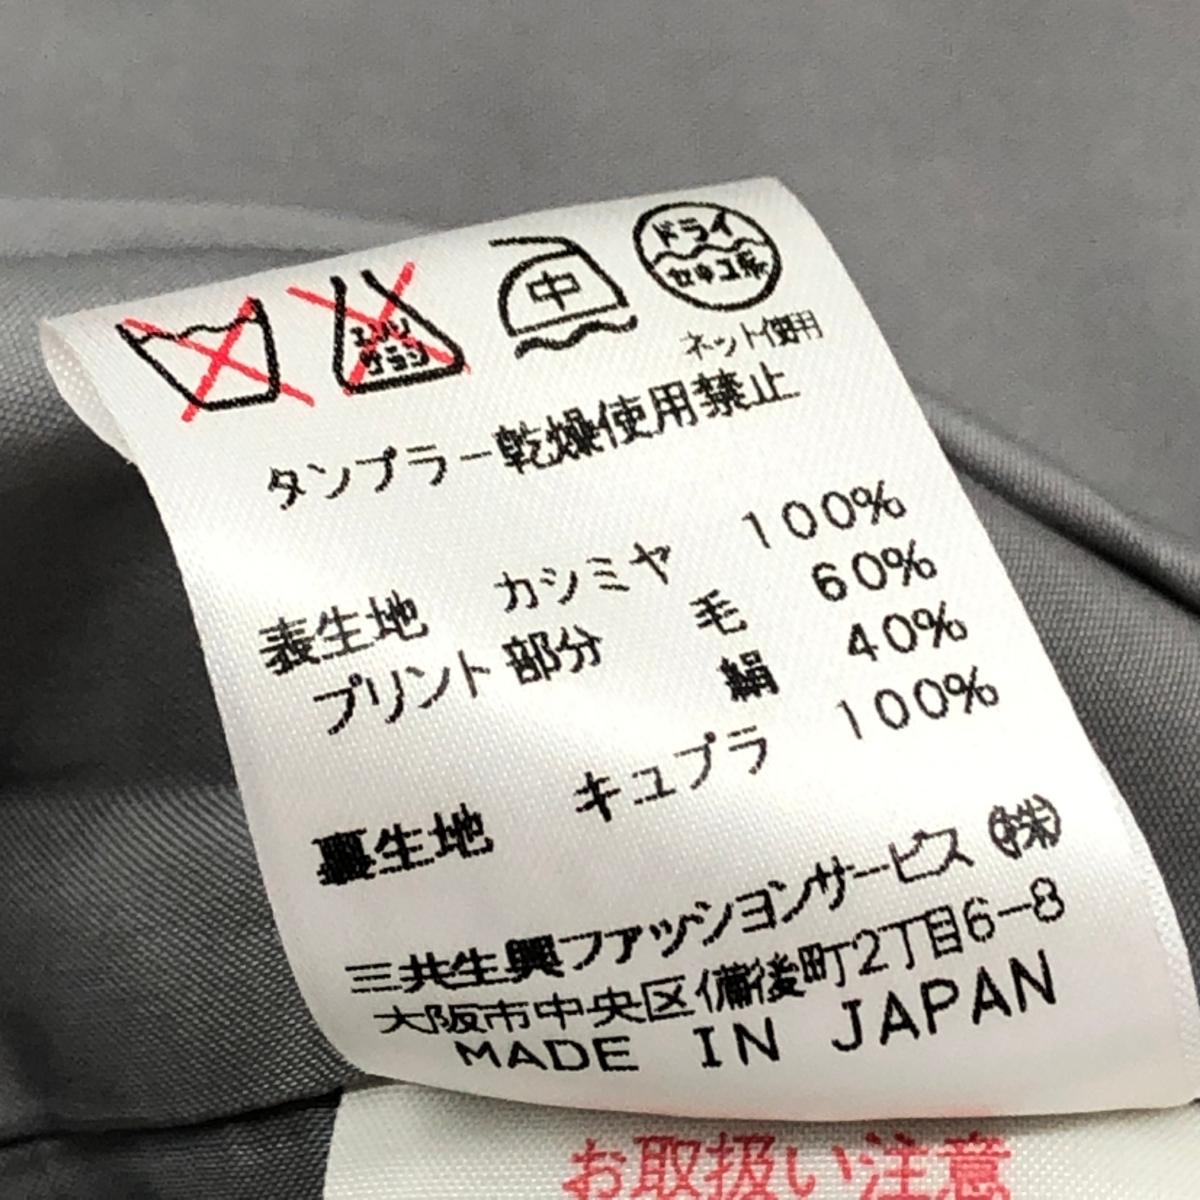 エンソ
サラシ
中
ドライ
セキユ系
ネット使用
タンブラー乾燥使用禁止
表生地 カシミヤ 100%
プリント部分 毛 60%
絹 40%
裏生地 キュプラ 100%
三共生興ファッションサービス㈱
大阪市中央区備後町2丁目6-8
MADE IN JAPAN
お取扱い注意